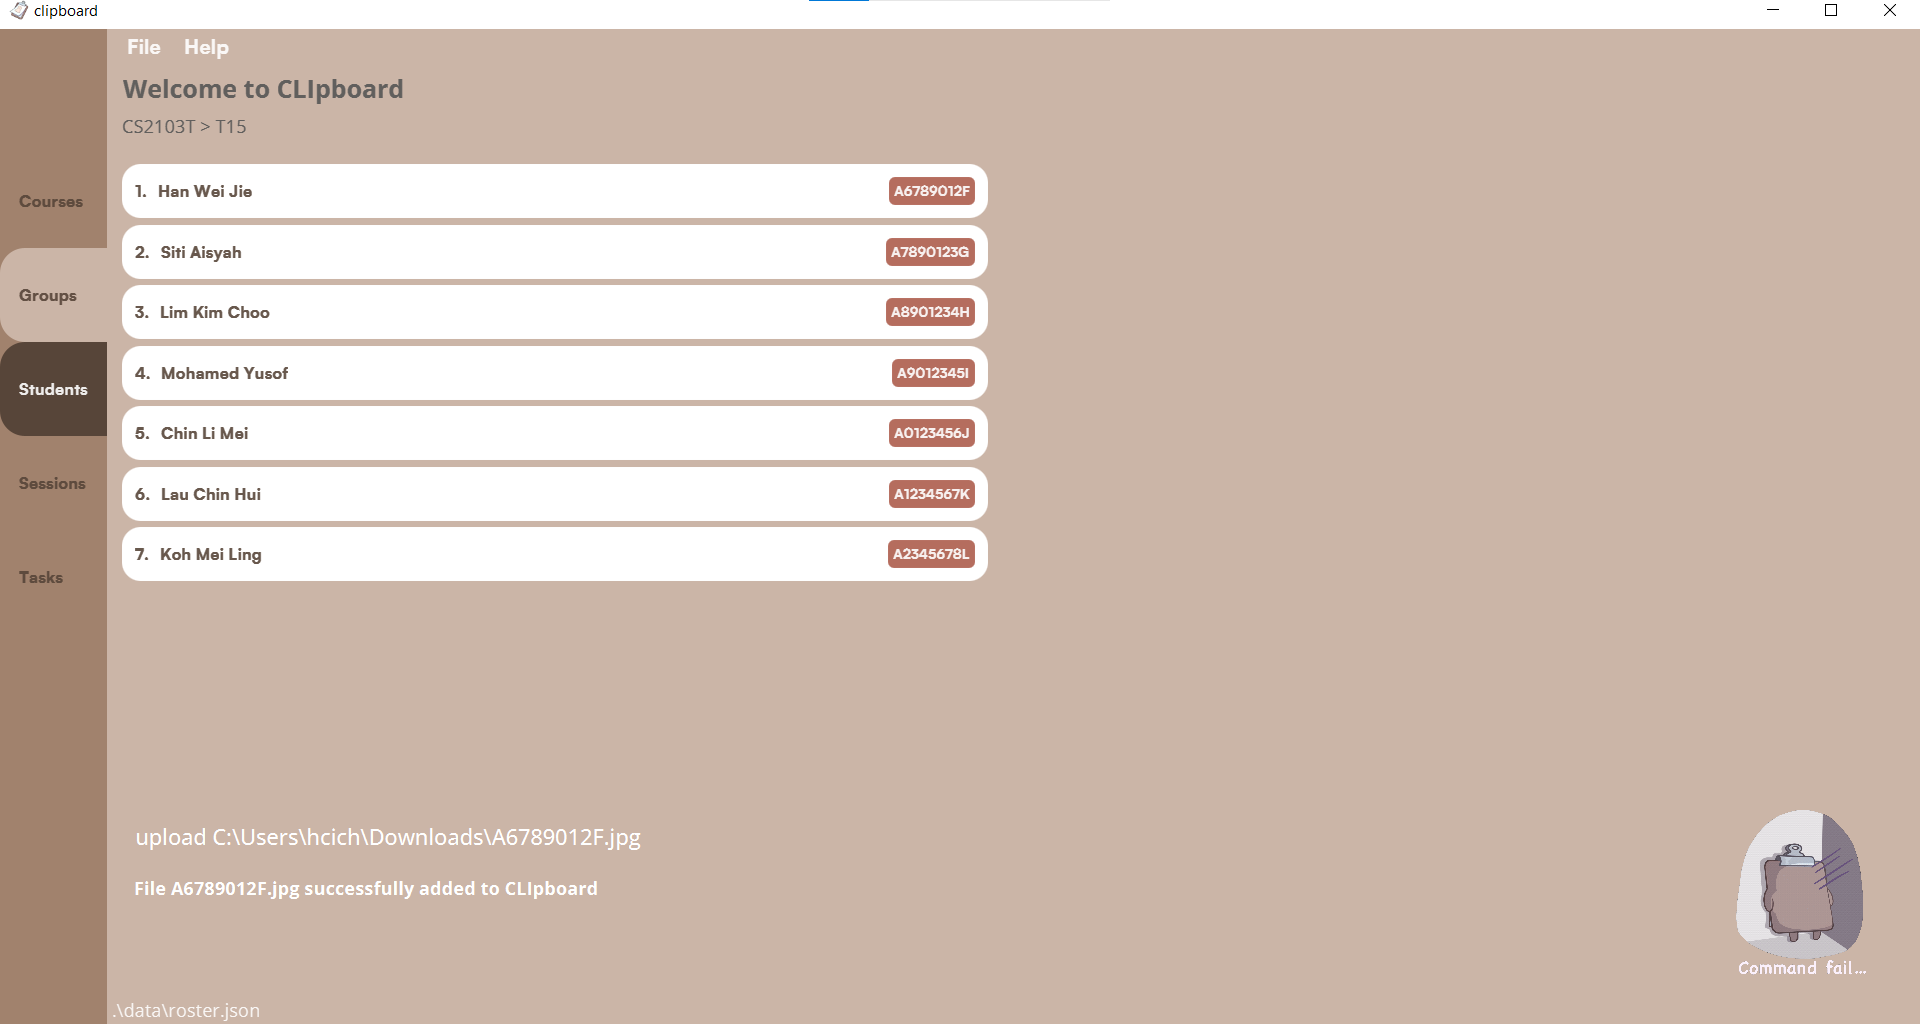 clipboard
File Help
Welcome to CLIpboard
CS2103T > T15
Courses
Groups
Students
Sessions
Tasks
1. Han Wei Jie A6789012F
2. Siti Aisyah A7890123G
3. Lim Kim Choo A8901234H
4. Mohamed Yusof A9012345I
5. Chin Li Mei A0123456J
6. Lau Chin Hui A1234567K
7. Koh Mei Ling A2345678L
upload C:\Users\hcich\Downloads\A6789012F.jpg
File A6789012F.jpg successfully added to CLIpboard
Command fail...
.\data\roster.json